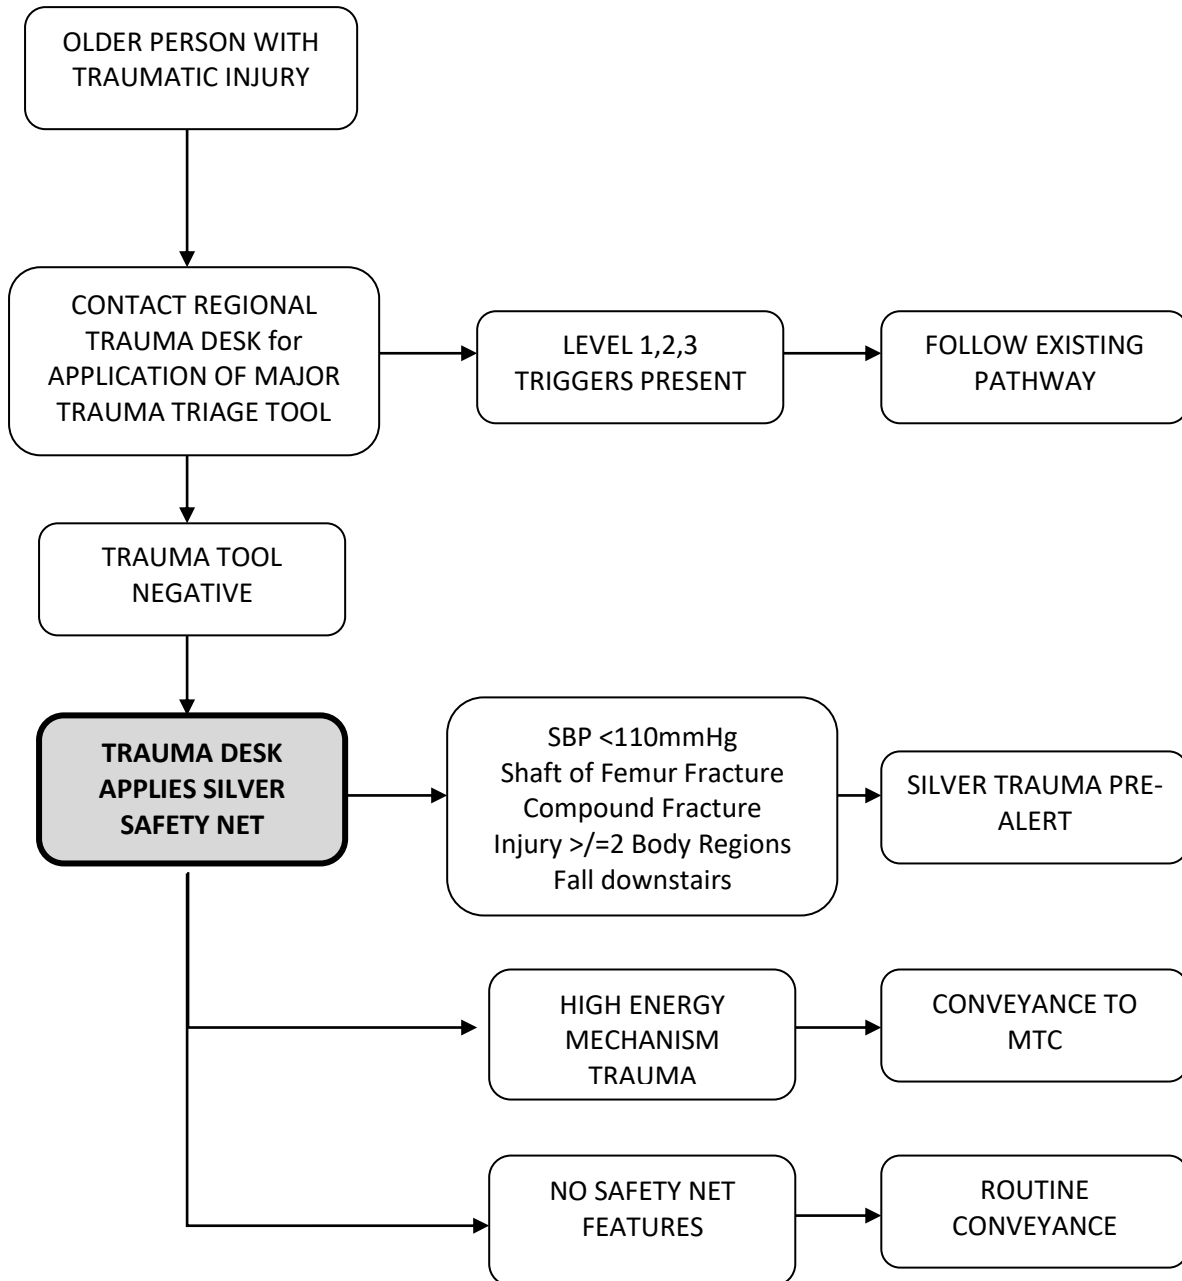 OLDER PERSON WITH
TRAUMATIC INJURY
CONTACT REGIONAL
TRAUMA DESK for
APPLICATION OF MAJOR
TRAUMA TRIAGE TOOL
LEVEL 1,2,3
TRIGGERS PRESENT
FOLLOW EXISTING
PATHWAY
TRAUMA TOOL
NEGATIVE
TRAUMA DESK
APPLIES SILVER
SAFETY NET
SBP <110mmHg
Shaft of Femur Fracture
Compound Fracture
Injury >/=2 Body Regions
Fall downstairs
SILVER TRAUMA PRE-
ALERT
HIGH ENERGY
MECHANISM
TRAUMA
CONVEYANCE TO
MTC
NO SAFETY NET
FEATURES
ROUTINE
CONVEYANCE